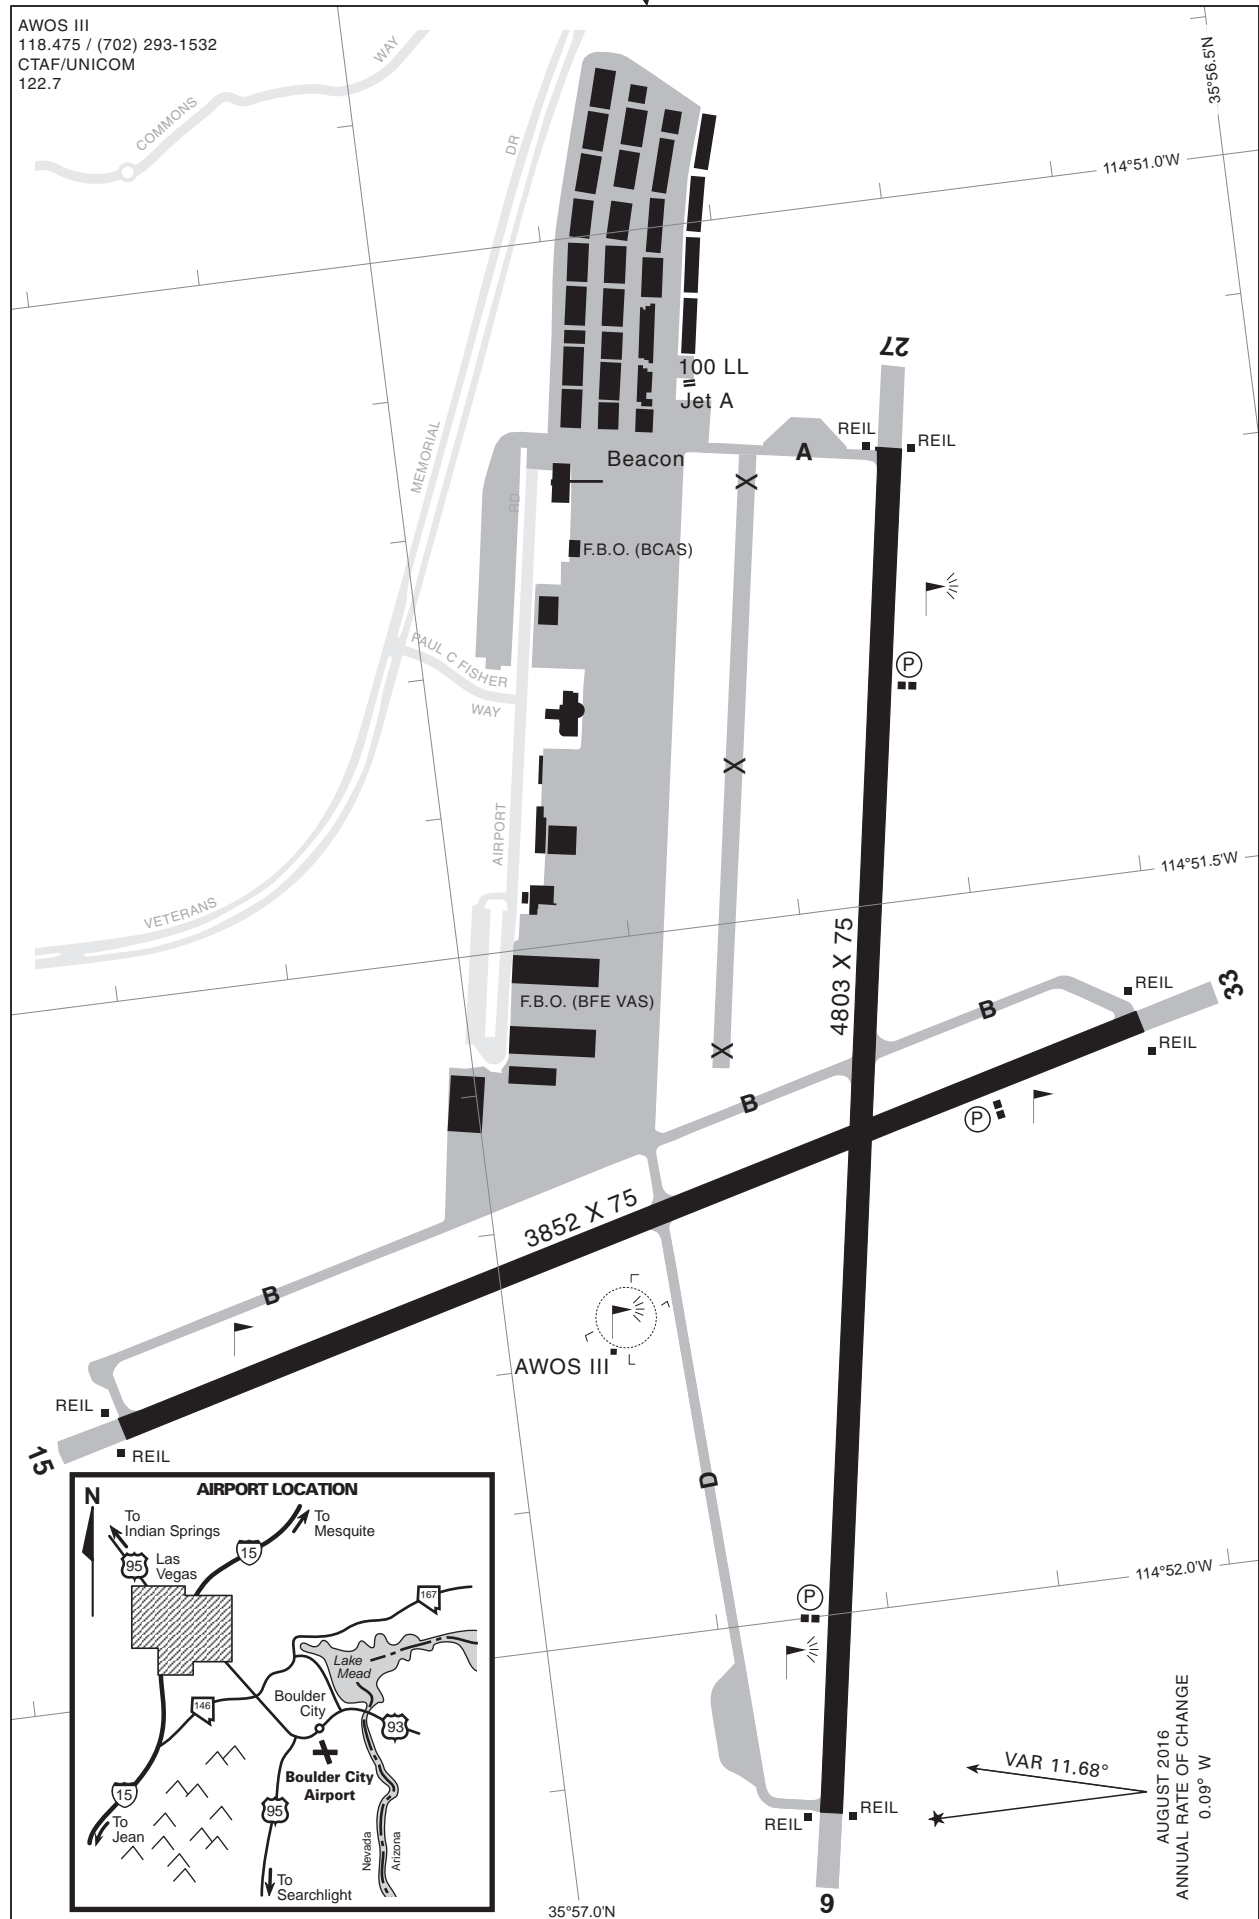 AWOS III
118.475 / (702) 293-1532
CTAF/UNICOM
122.7
COMMONS
WAY
DR
35°56.5'N
114°51.0'W
27
100 LL
Jet A
REIL
REIL
A
Beacon
MEMORIAL
RD
X
F.B.O. (BCAS)
PAUL C FISHER
WAY
P
X
AIRPORT
114°51.5'W
VETERANS
4803 X 75
F.B.O. (BFE VAS)
REIL
33
B
REIL
X
B
P
3852 X 75
B
AWOS III
REIL
15
REIL
D
AIRPORT LOCATION
N
To
Indian Springs
To
Mesquite
95
Las
Vegas
15
167
Lake
Mead
146
Boulder
City
93
Boulder City
Airport
15
To
Jean
95
Nevada
Arizona
To
Searchlight
P
114°52.0'W
VAR 11.68°
AUGUST 2016
ANNUAL RATE OF CHANGE
0.09° W
REIL
REIL
9
35°57.0'N